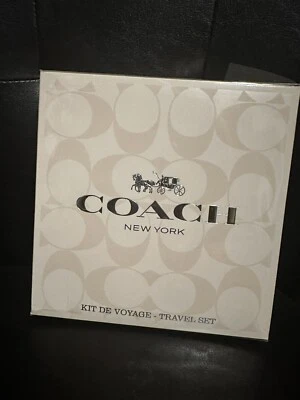 COACH
NEW YORK
KIT DE VOYAGE - TRAVEL SET